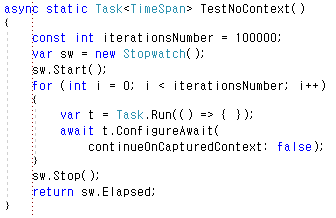 async static Task<TimeSpan> TestNoContext()
{
    const int iterationsNumber = 100000;
    var sw = new Stopwatch();
    sw.Start();
    for (int i = 0; i < iterationsNumber; i++)
    {
        var t = Task.Run(() => { });
        await t.ConfigureAwait(
            continueOnCapturedContext: false);
    }
    sw.Stop();
    return sw.Elapsed;
}